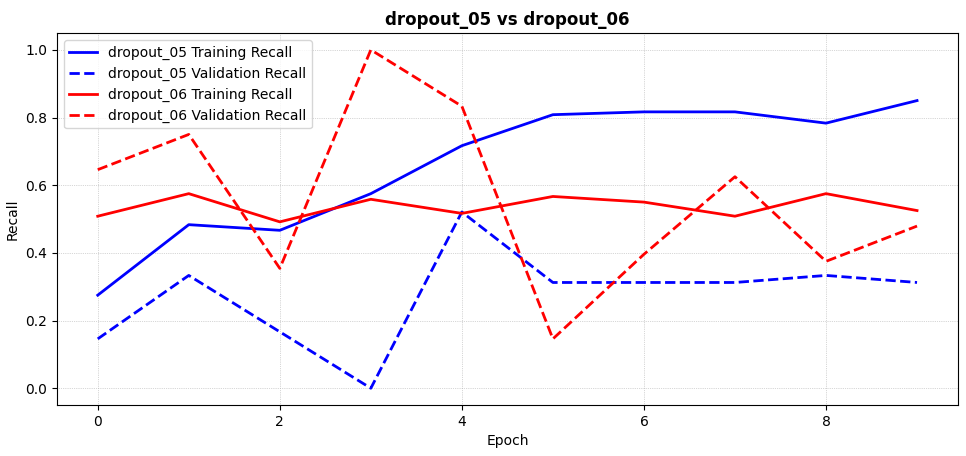 dropout_05 vs dropout_06
dropout_05 Training Recall
dropout_05 Validation Recall
dropout_06 Training Recall
dropout_06 Validation Recall
Recall
1.0
0.8
0.6
0.4
0.2
0.0
0 2 4 6 8
Epoch